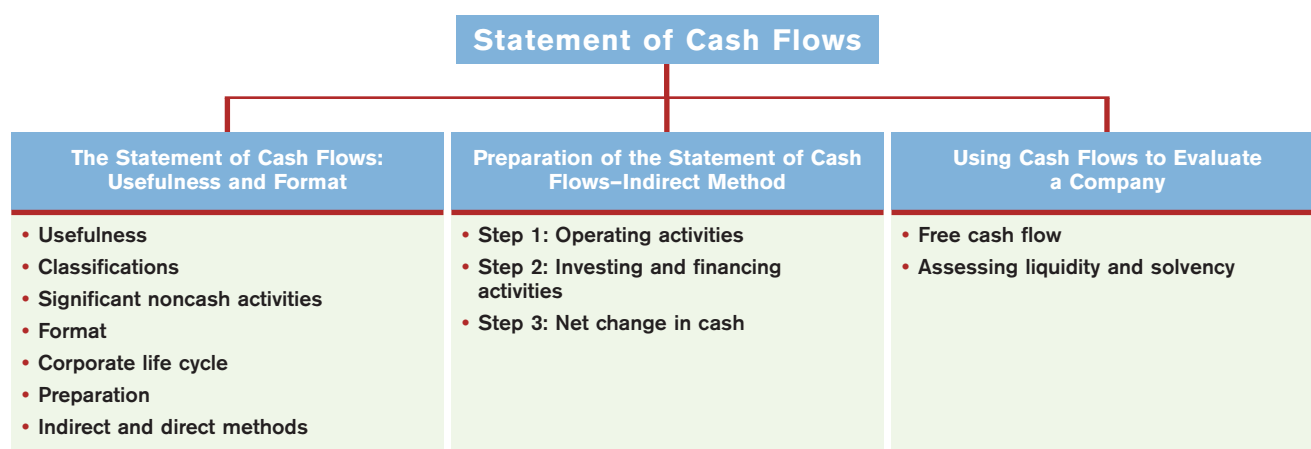 Statement of Cash Flows
The Statement of Cash Flows:
Usefulness and Format
• Usefulness
• Classifications
• Significant noncash activities
• Format
• Corporate life cycle
• Preparation
• Indirect and direct methods
Preparation of the Statement of Cash
Flows–Indirect Method
• Step 1: Operating activities
• Step 2: Investing and financing
activities
• Step 3: Net change in cash
Using Cash Flows to Evaluate
a Company
• Free cash flow
• Assessing liquidity and solvency